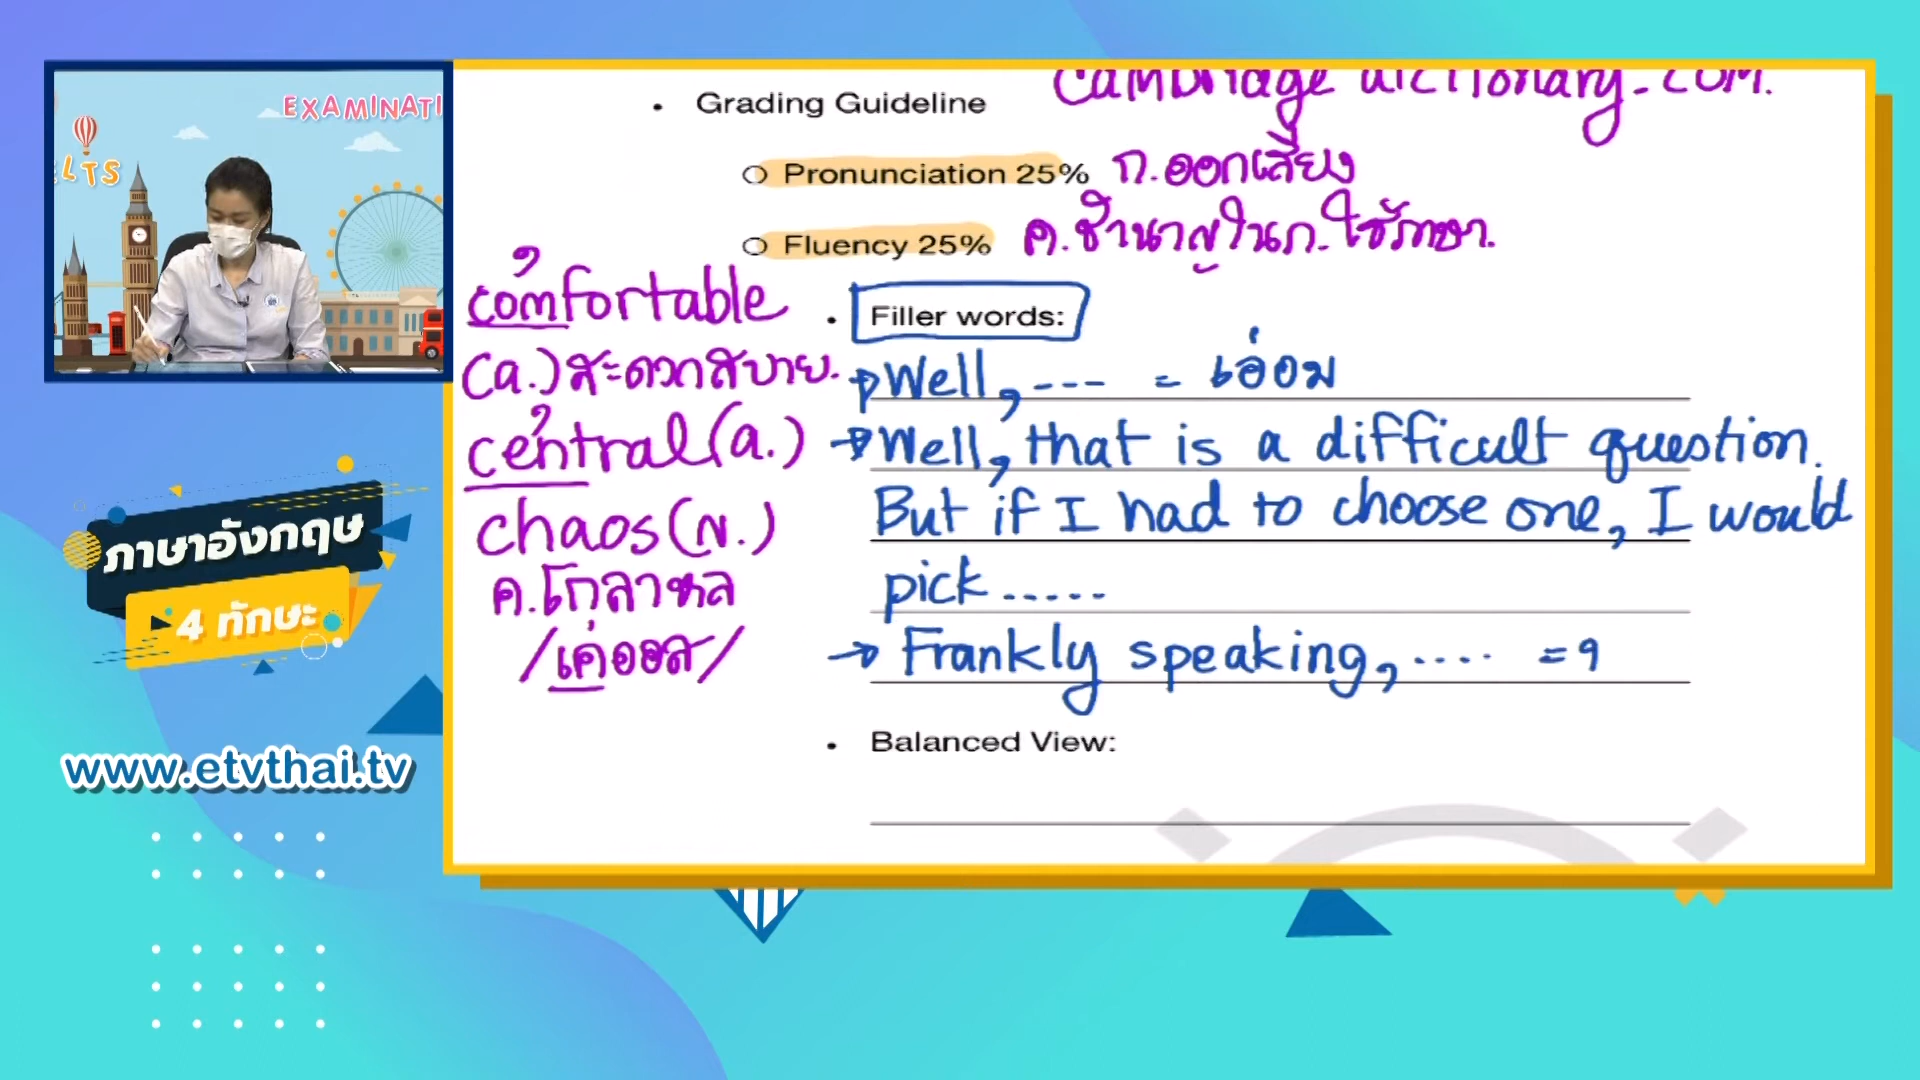 EXAMINATI
ELTS
Cambridge dictionary.com.
Grading Guideline
Pronunciation 25% ก.ออกเสียง
Fluency 25% ค.ชำนาญในก.ใช้ภาษา.
comfortable
(a.) สะดวกสบาย.
central (a.)
chaos (N.)
ค.โกลาหล
/เค่ออส/
Filler words:
Well, --- = เอ่อม
Well, that is a difficult question.
But if I had to choose one, I would
pick .....
Frankly speaking, .... =
Balanced View:
ภาษาอังกฤษ
4 ทักษะ
www.etvthai.tv